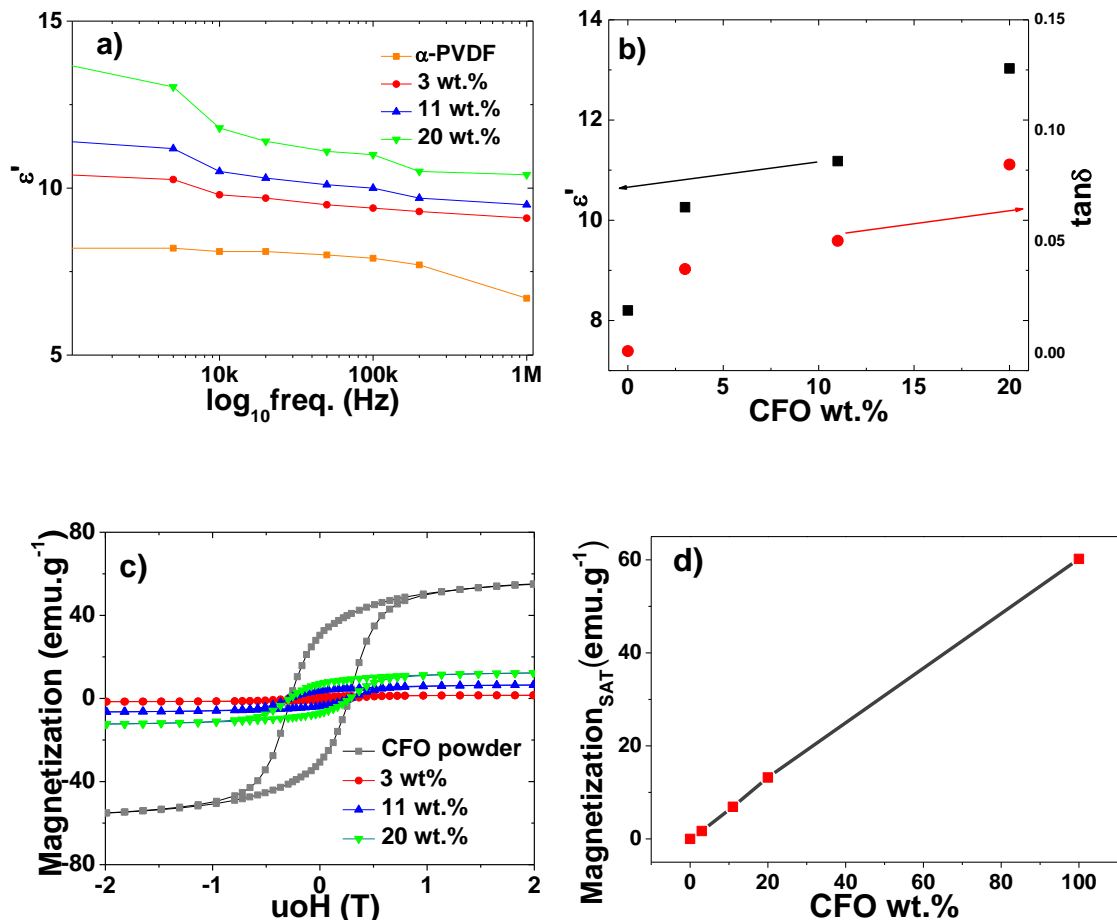 a)
15
10
5
ε'
α-PVDF
3 wt.%
11 wt.%
20 wt.%
10k
100k
1M
log10freq. (Hz)
b)
14
12
10
8
ε'
0.15
0.10
0.05
0.00
tanδ
0
5
10
15
20
CFO wt.%
c)
80
40
0
-40
-80
Magnetization (emu.g-1)
CFO powder
3 wt%
11 wt.%
20 wt.%
-2
-1
0
1
2
uoH (T)
d)
60
40
20
0
MagnetizationSAT(emu.g-1)
0
20
40
60
80
100
CFO wt.%